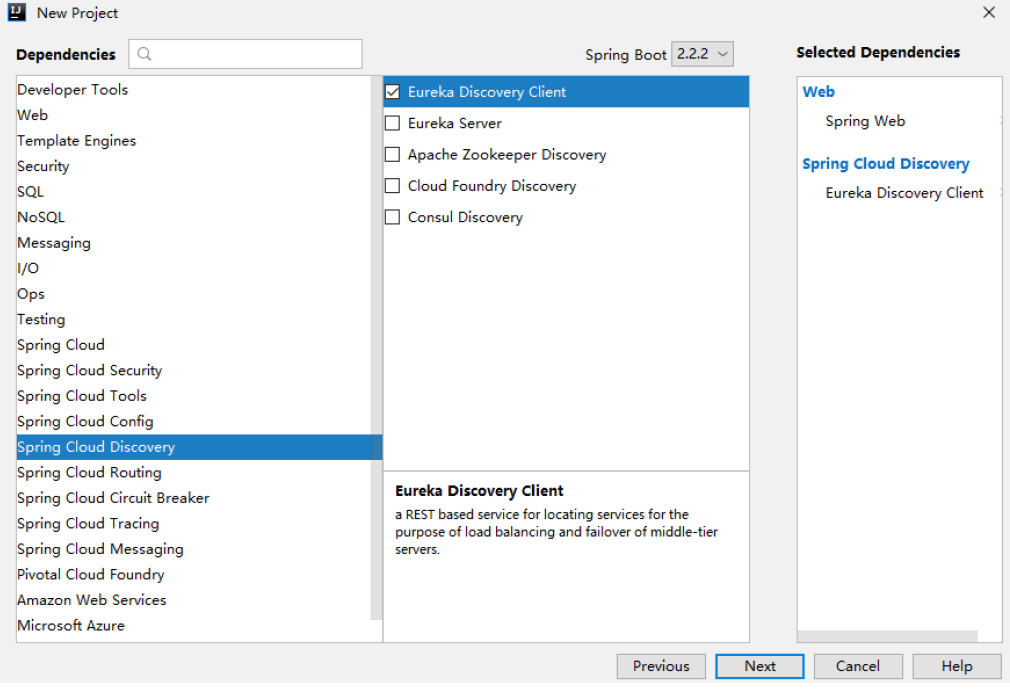 New Project
Dependencies
Spring Boot 2.2.2
Selected Dependencies
Developer Tools
Web
Template Engines
Security
SQL
NoSQL
Messaging
I/O
Ops
Testing
Spring Cloud
Spring Cloud Security
Spring Cloud Tools
Spring Cloud Config
Spring Cloud Discovery
Spring Cloud Routing
Spring Cloud Circuit Breaker
Spring Cloud Tracing
Spring Cloud Messaging
Pivotal Cloud Foundry
Amazon Web Services
Microsoft Azure
Eureka Discovery Client
Eureka Server
Apache Zookeeper Discovery
Cloud Foundry Discovery
Consul Discovery
Eureka Discovery Client
a REST based service for locating services for the
purpose of load balancing and failover of middle-tier
servers.
Web
Spring Web
Spring Cloud Discovery
Eureka Discovery Client
Previous
Next
Cancel
Help